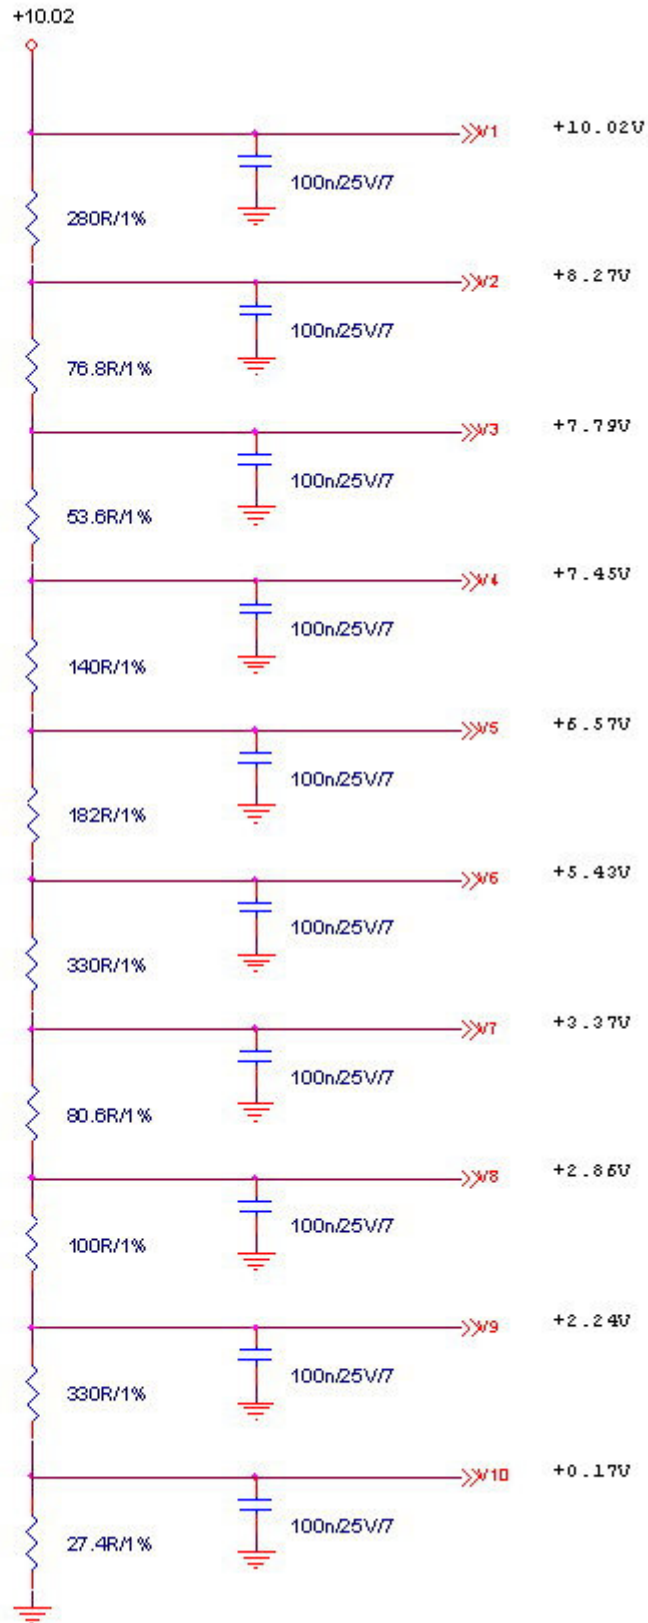 +10.02
V1 +10.02V
100n/25V/7
280R/1%
V2 +8.27V
100n/25V/7
76.8R/1%
V3 +7.79V
100n/25V/7
53.6R/1%
V4 +7.45V
100n/25V/7
140R/1%
V5 +6.57V
100n/25V/7
182R/1%
V6 +5.43V
100n/25V/7
330R/1%
V7 +3.37V
100n/25V/7
80.6R/1%
V8 +2.86V
100n/25V/7
100R/1%
V9 +2.24V
100n/25V/7
330R/1%
V10 +0.17V
100n/25V/7
27.4R/1%